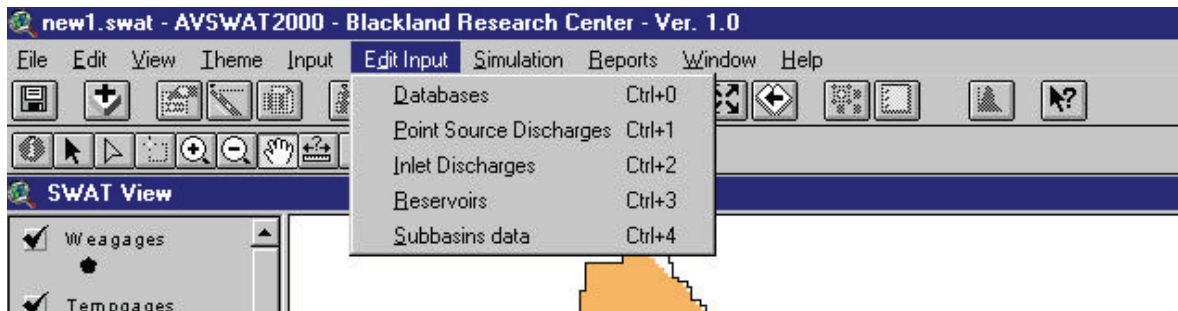 new1.swat - AVSWAT2000 - Blackland Research Center - Ver. 1.0
File Edit View Theme Input Edit Input Simulation Reports Window Help
Databases Ctrl+0
Point Source Discharges Ctrl+1
Inlet Discharges Ctrl+2
Reservoirs Ctrl+3
Subbasins data Ctrl+4
SWAT View
Weagages
Tempgages